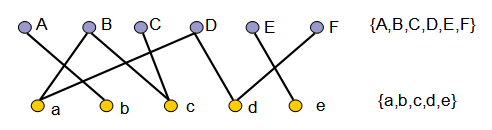 A B C D E F {A,B,C,D,E,F}
a b c d e {a,b,c,d,e}